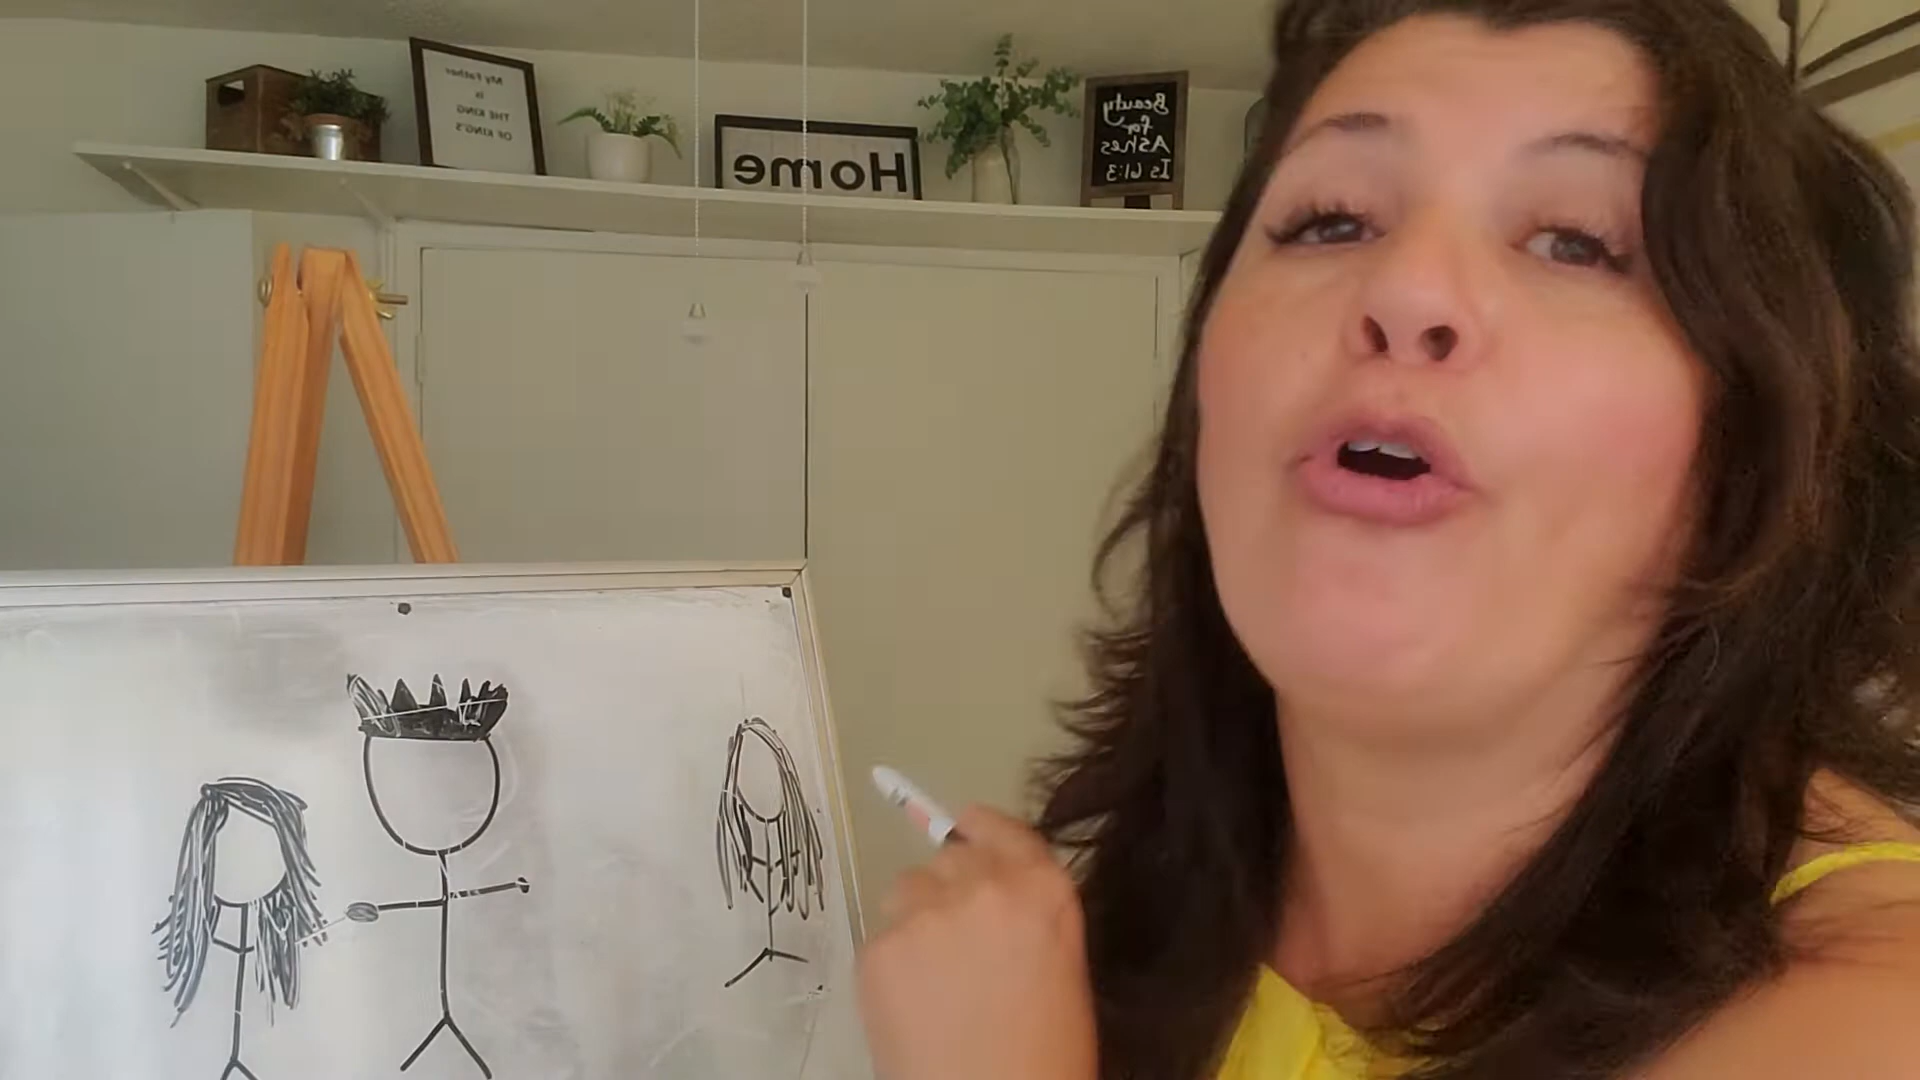 My Father
is
THE KING
OF KING'S
Home
Beauty
for
Ashes
Is 61:3